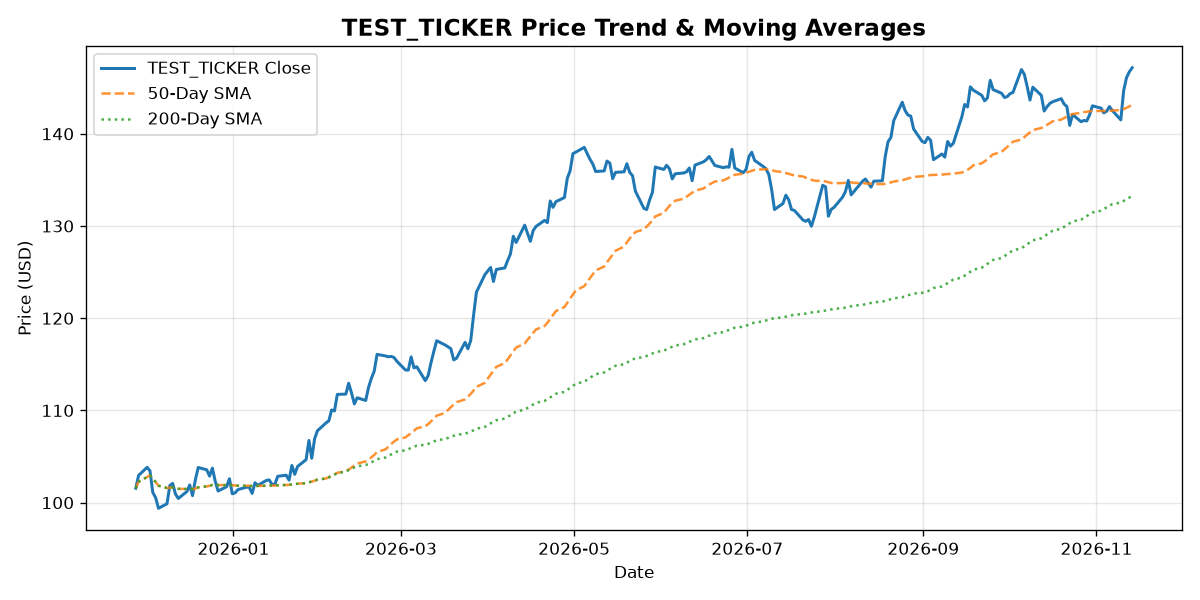 TEST_TICKER Price Trend & Moving Averages
TEST_TICKER Close
50-Day SMA
200-Day SMA
Price (USD)
140
130
120
110
100
2026-01
2026-03
2026-05
2026-07
2026-09
2026-11
Date